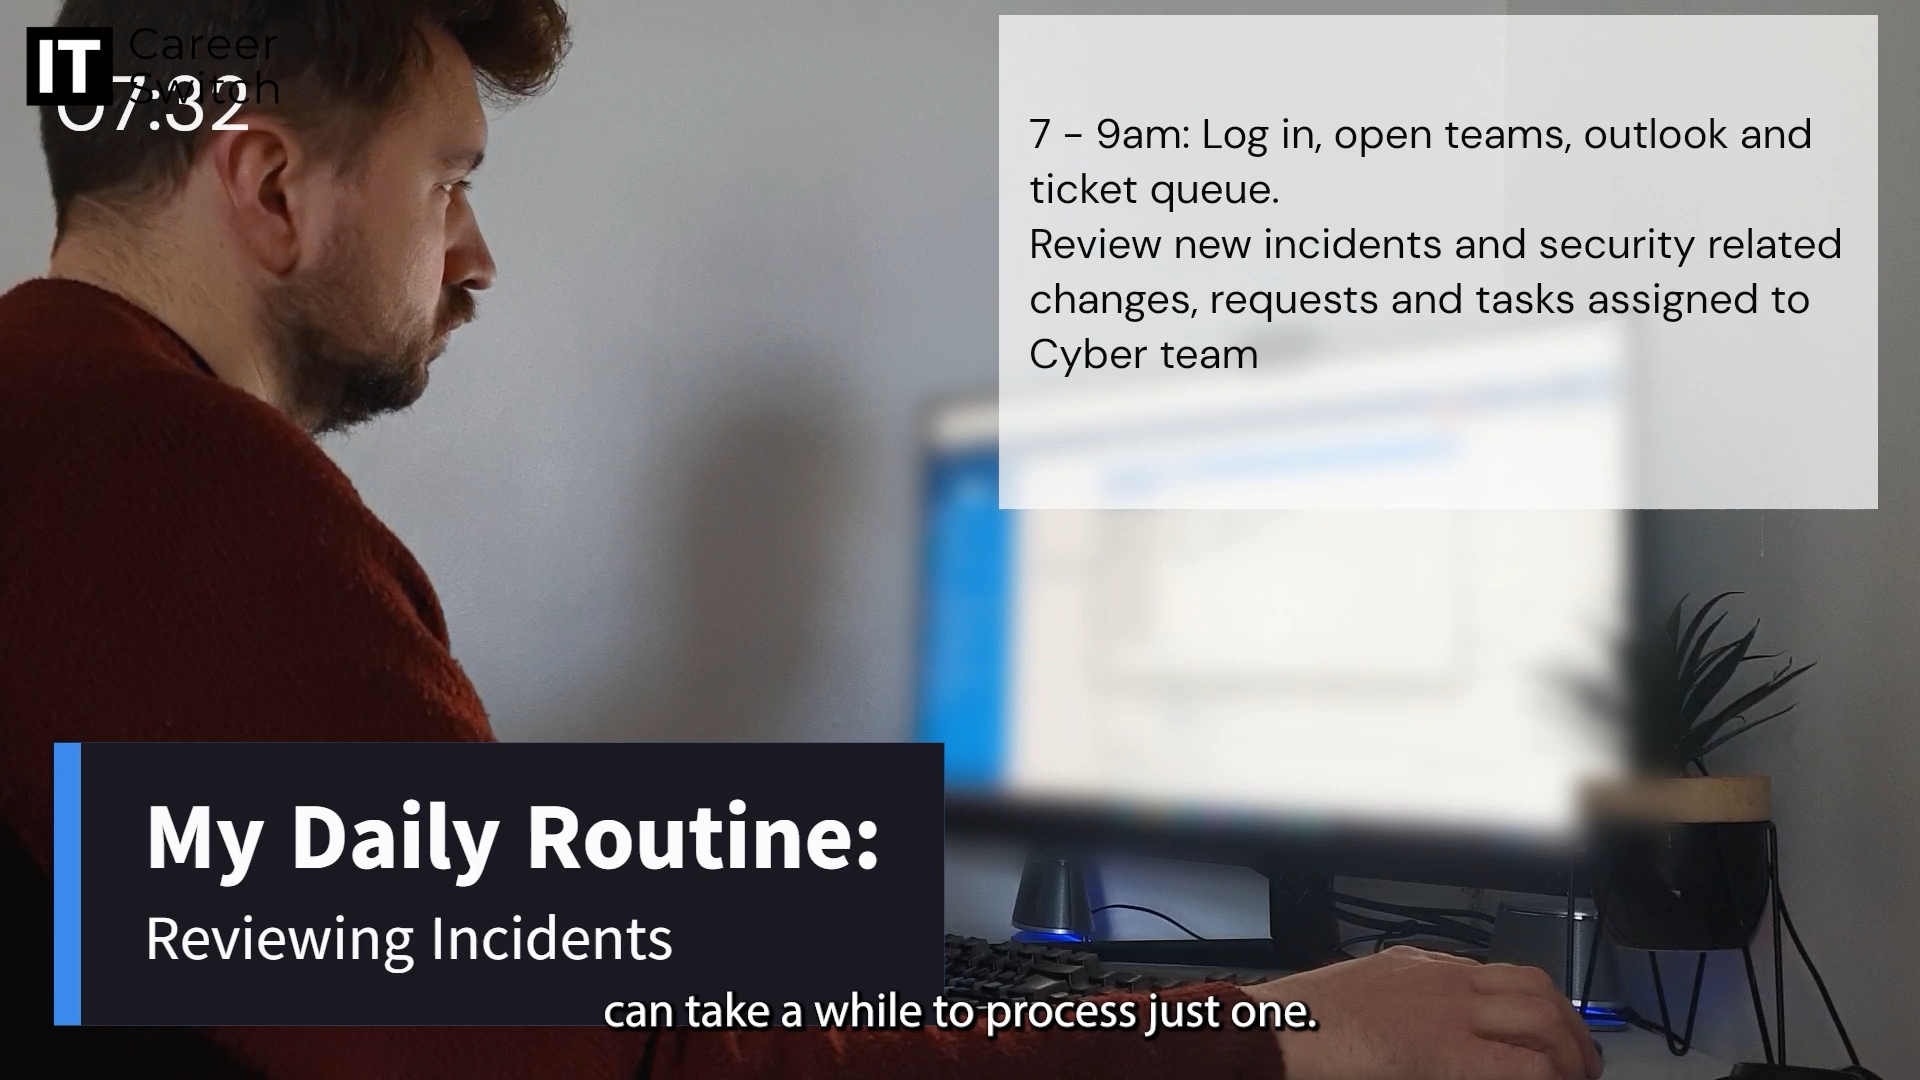 IT Career
Switch
07:32
7 - 9am: Log in, open teams, outlook and
ticket queue.
Review new incidents and security related
changes, requests and tasks assigned to
Cyber team
My Daily Routine:
Reviewing Incidents
can take a while to process just one.